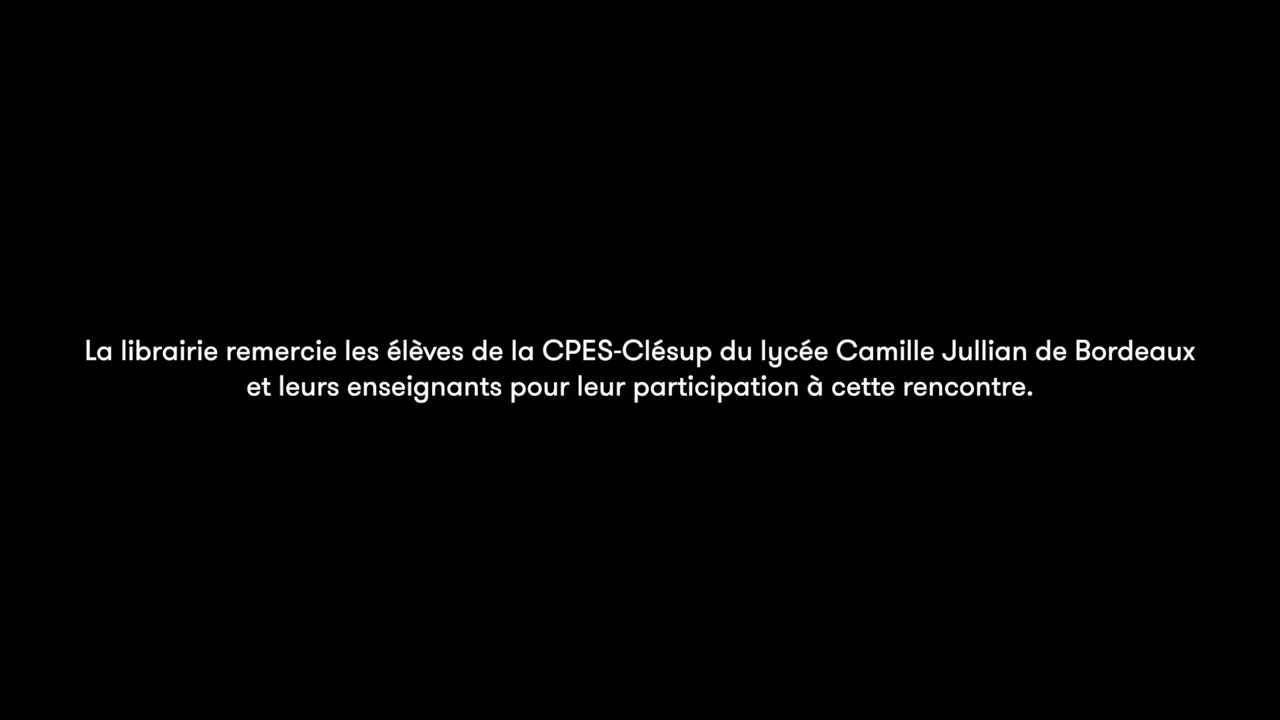 La librairie remercie les élèves de la CPES-Clésup du lycée Camille Jullian de Bordeaux
et leurs enseignants pour leur participation à cette rencontre.